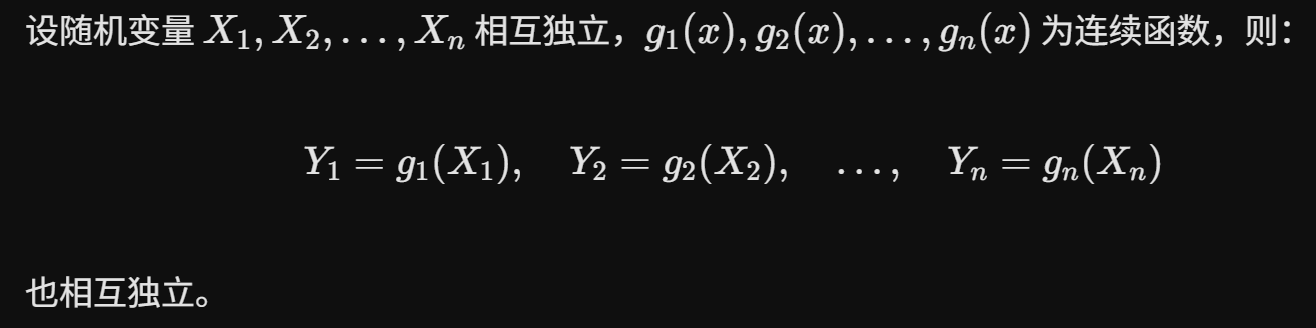 设随机变量 X₁, X₂, . . . , Xₙ 相互独立，g₁(x), g₂(x), . . . , gₙ(x) 为连续函数，则：
Y₁ = g₁(X₁), Y₂ = g₂(X₂), . . . , Yₙ = gₙ(Xₙ)
也相互独立。